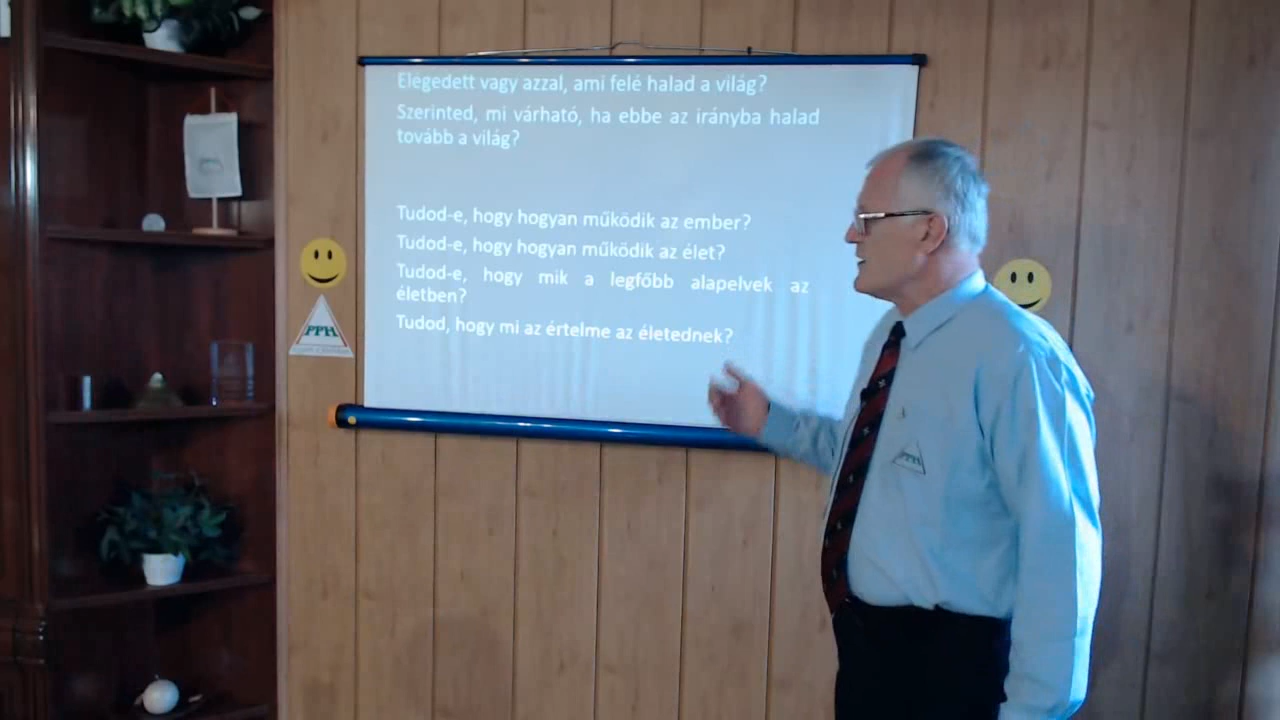 Elégedett vagy azzal, ami felé halad a világ?
Szerinted, mi várható, ha ebbe az irányba halad
tovább a világ?
Tudod-e, hogy hogyan működik az ember?
Tudod-e, hogy hogyan működik az élet?
Tudod-e, hogy mik a legfőbb alapelvek az
életben?
Tudod, hogy mi az értelme az életednek?
PPH
PPH